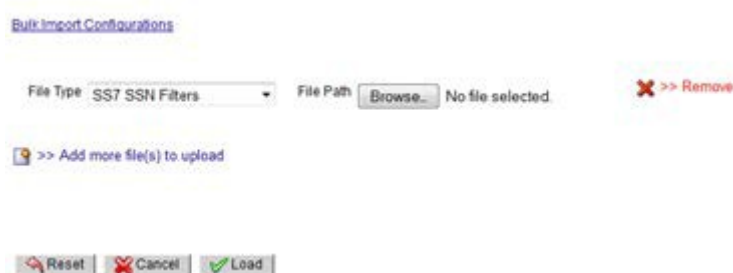 Bulk Import Configurations
File Type SS7 SSN Filters File Path Browse_ No file selected. >> Remove
>> Add more file(s) to upload
Reset Cancel Load